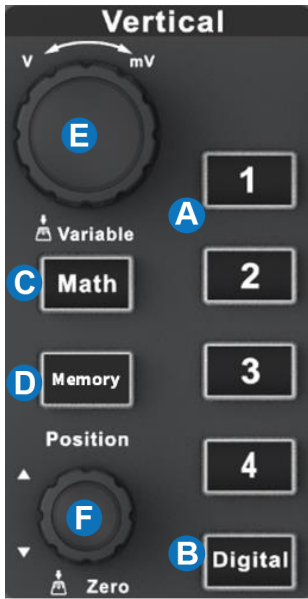 Vertical
V mV
E
1
A
Variable
2
C Math
3
D Memory
Position
4
F
B Digital
Zero